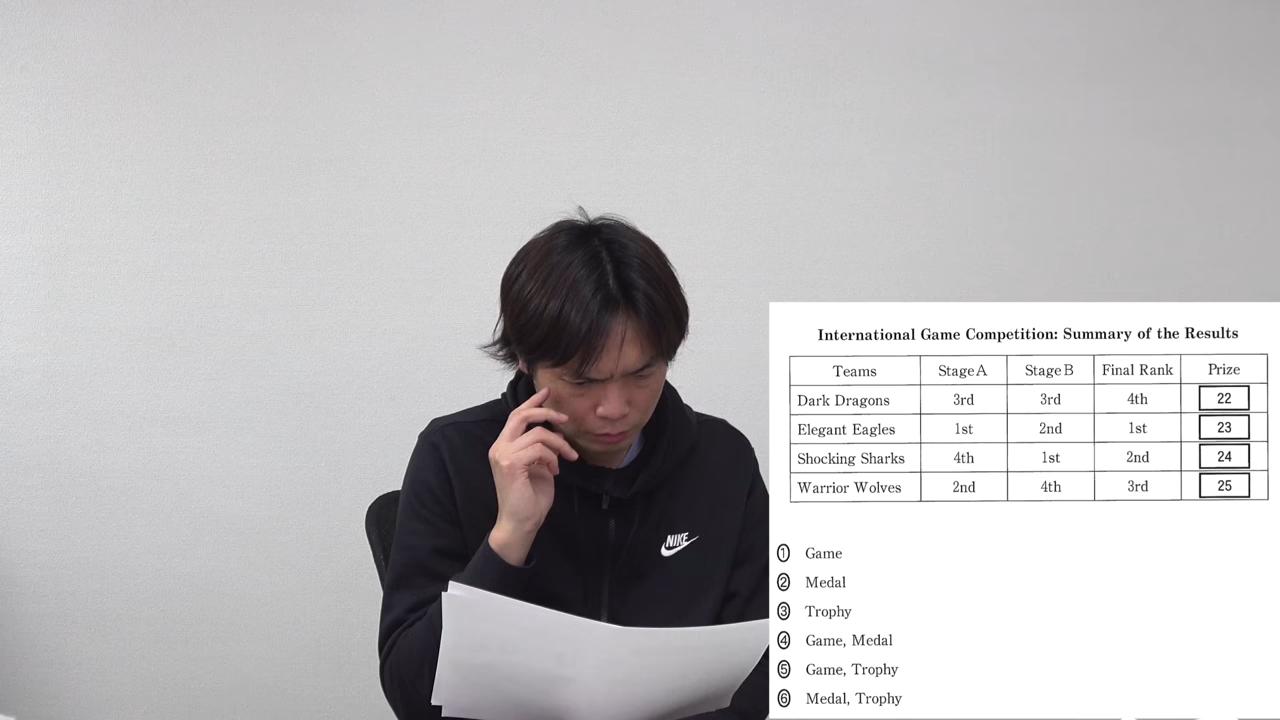 NIKE
International Game Competition: Summary of the Results
Teams Stage A Stage B Final Rank Prize
Dark Dragons 3rd 3rd 4th 22
Elegant Eagles 1st 2nd 1st 23
Shocking Sharks 4th 1st 2nd 24
Warrior Wolves 2nd 4th 3rd 25
① Game
② Medal
③ Trophy
④ Game, Medal
⑤ Game, Trophy
⑥ Medal, Trophy